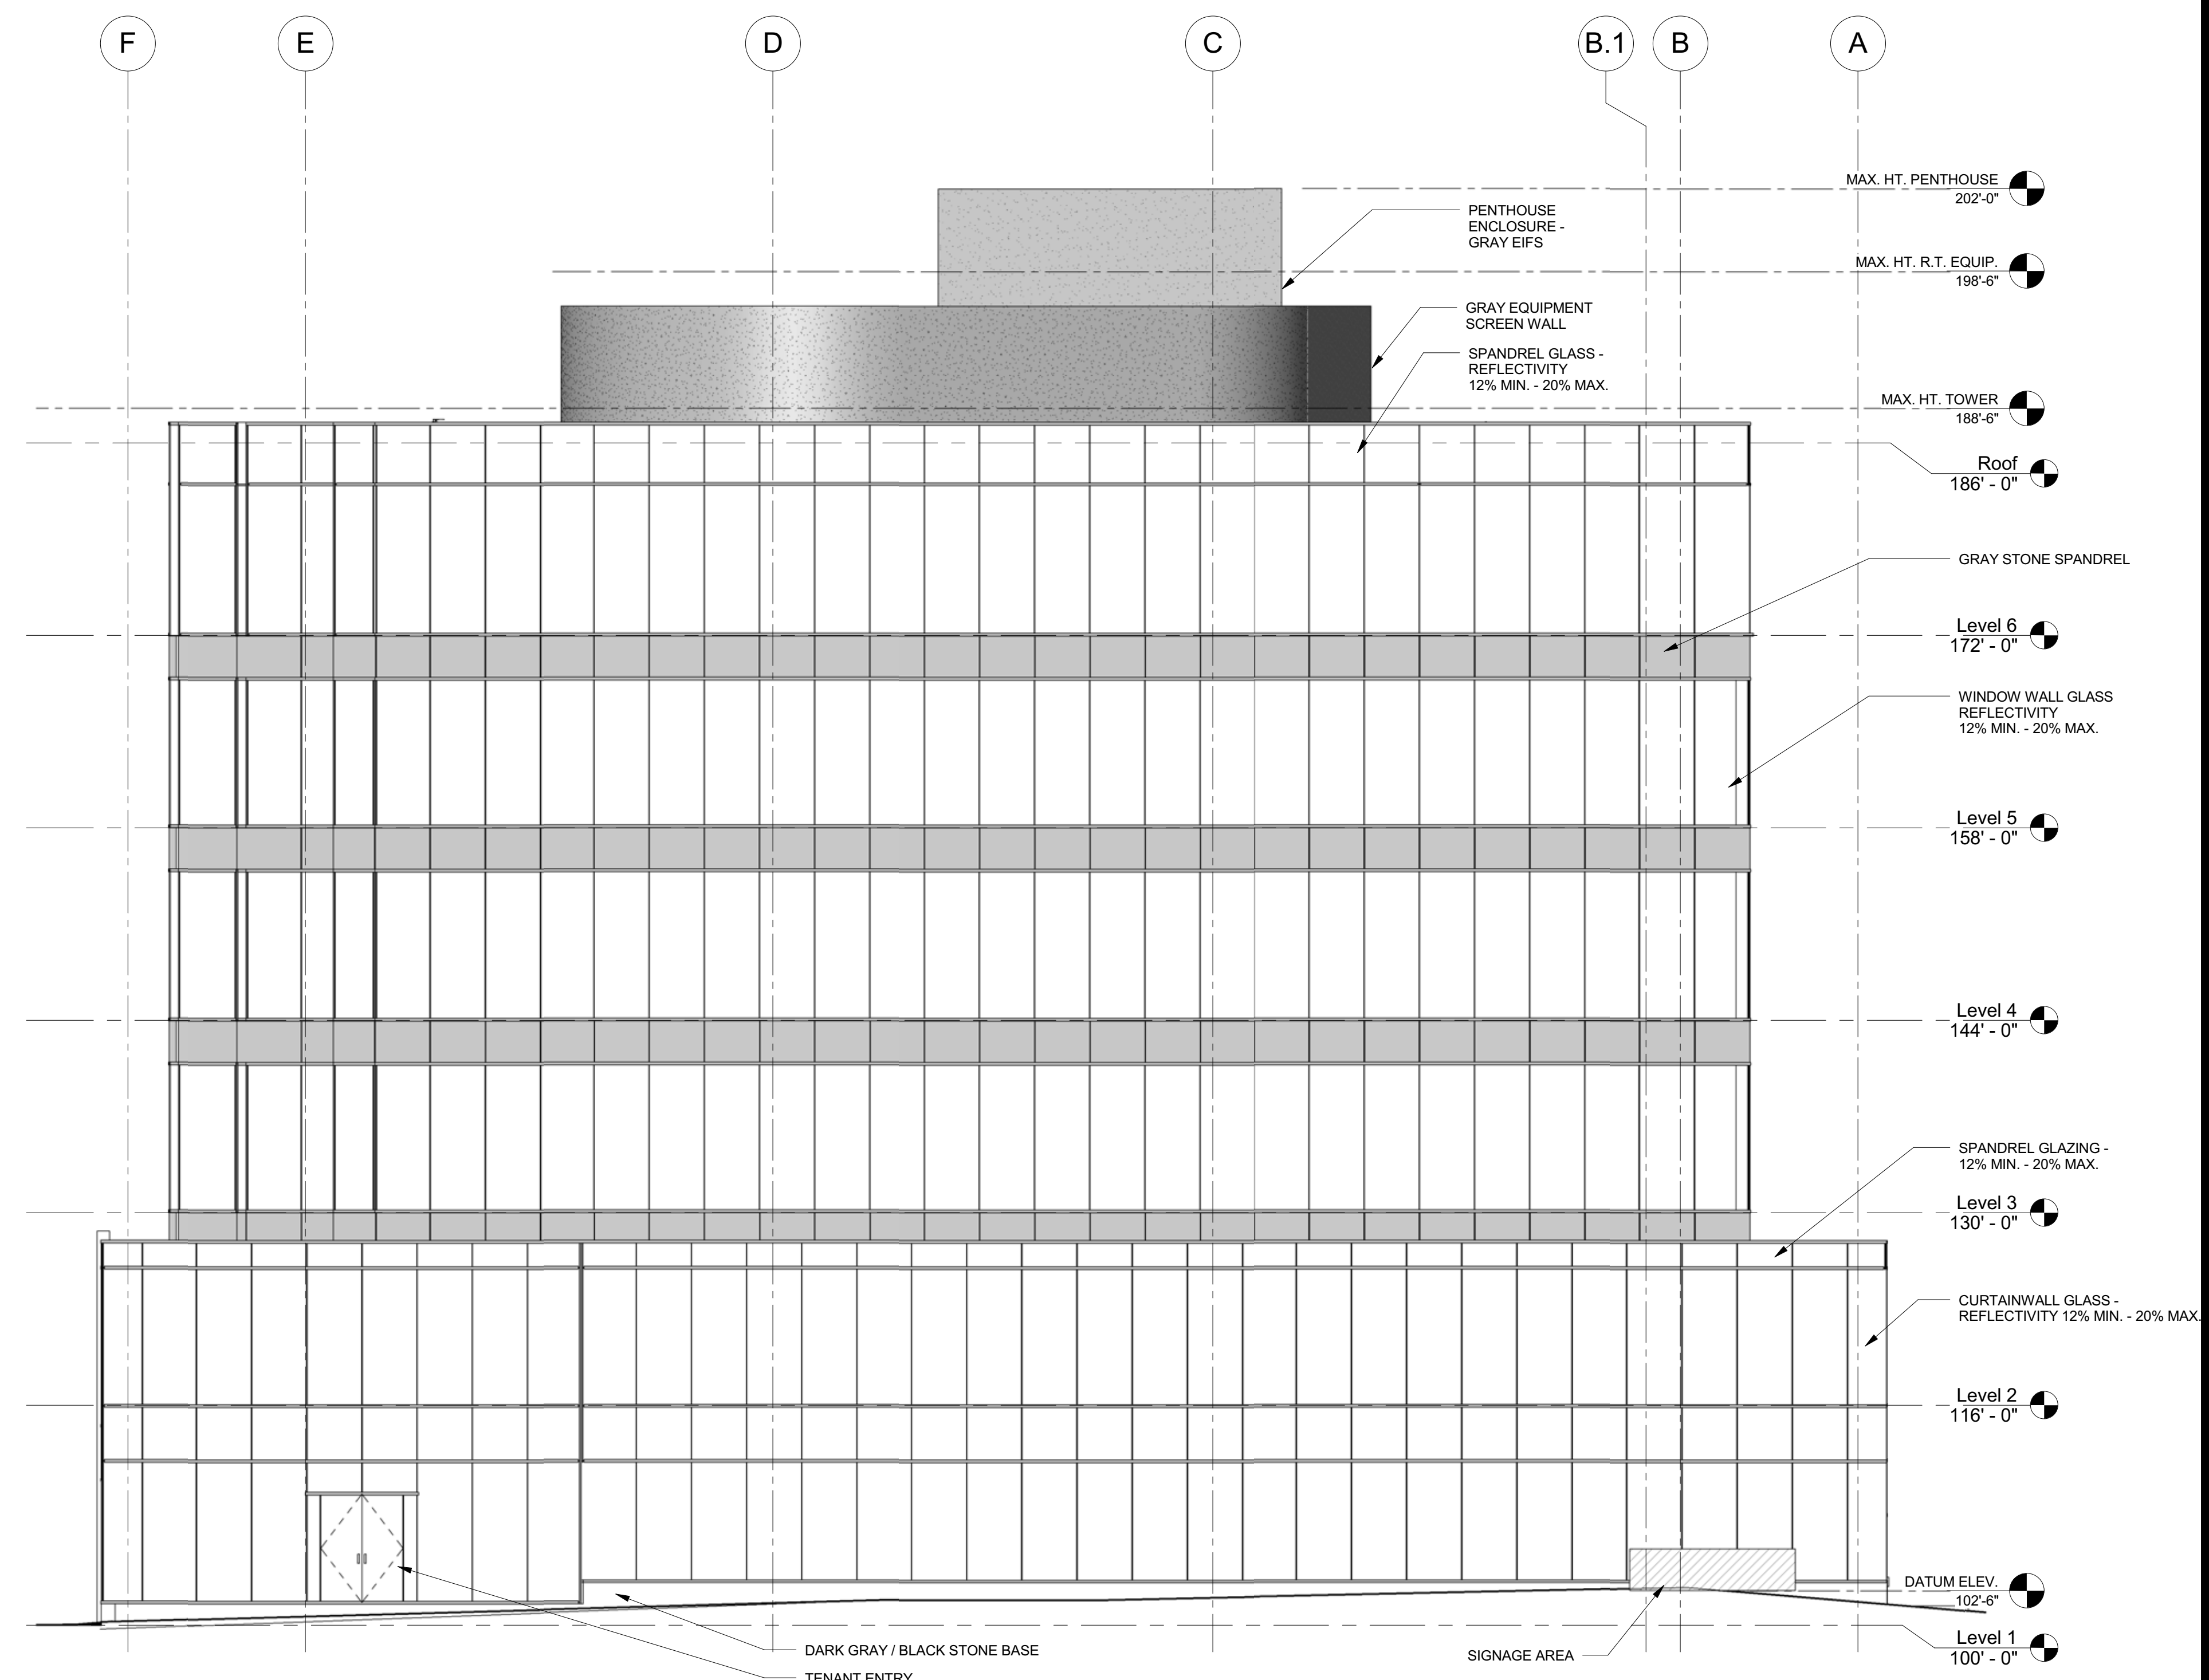 F
E
D
C
B.1
B
A
MAX. HT. PENTHOUSE
202'-0"
PENTHOUSE
ENCLOSURE -
GRAY EIFS
MAX. HT. R.T. EQUIP.
198'-6"
GRAY EQUIPMENT
SCREEN WALL
SPANDREL GLASS -
REFLECTIVITY
12% MIN. - 20% MAX.
MAX. HT. TOWER
188'-6"
Roof
186' - 0"
GRAY STONE SPANDREL
Level 6
172' - 0"
WINDOW WALL GLASS
REFLECTIVITY
12% MIN. - 20% MAX.
Level 5
158' - 0"
Level 4
144' - 0"
SPANDREL GLAZING -
12% MIN. - 20% MAX.
Level 3
130' - 0"
CURTAINWALL GLASS -
REFLECTIVITY 12% MIN. - 20% MAX.
Level 2
116' - 0"
DATUM ELEV.
102'-6"
DARK GRAY / BLACK STONE BASE
SIGNAGE AREA
Level 1
100' - 0"
TENANT ENTRY